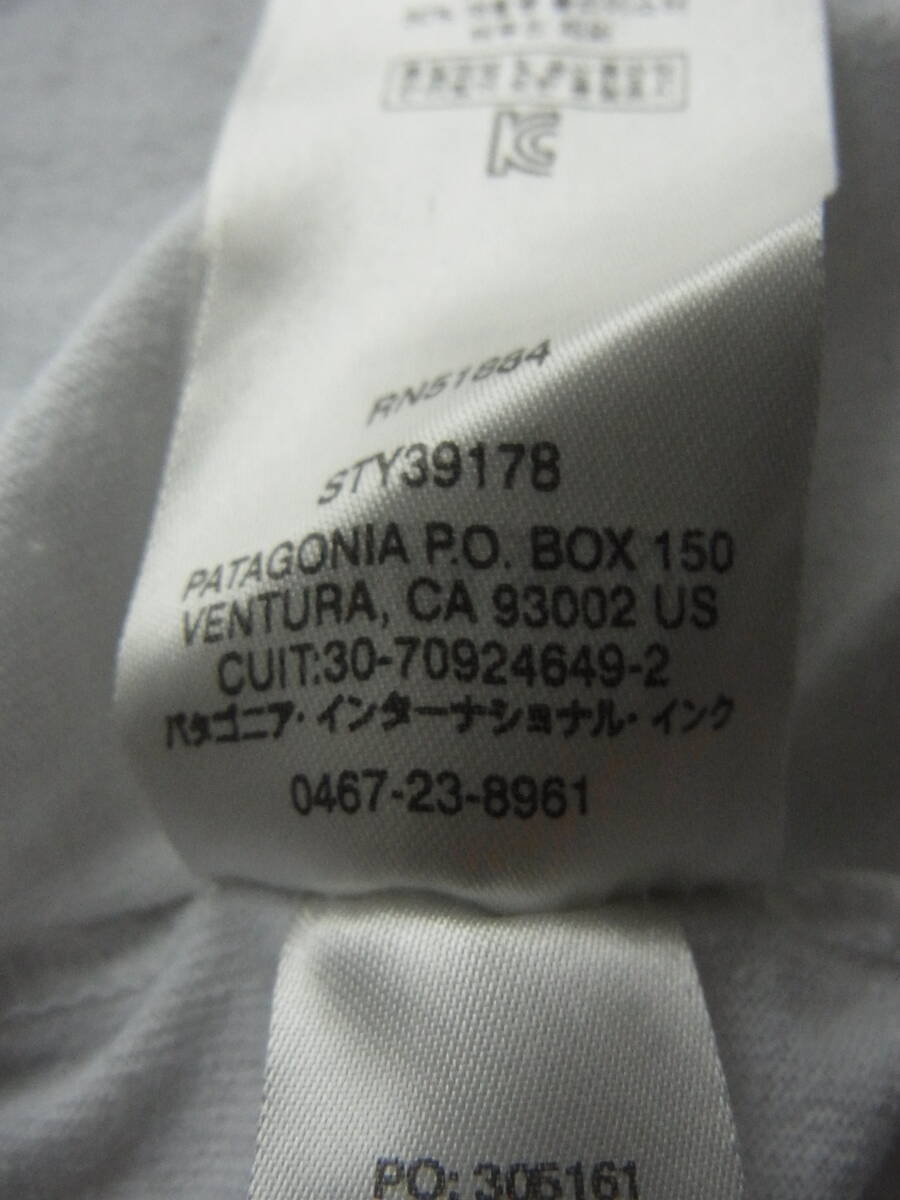 KC
RN51884
STY39178
PATAGONIA P.O. BOX 150
VENTURA, CA 93002 US
CUIT:30-70924649-2
パタゴニア・インターナショナル・インク
0467-23-8961
PO: 305161